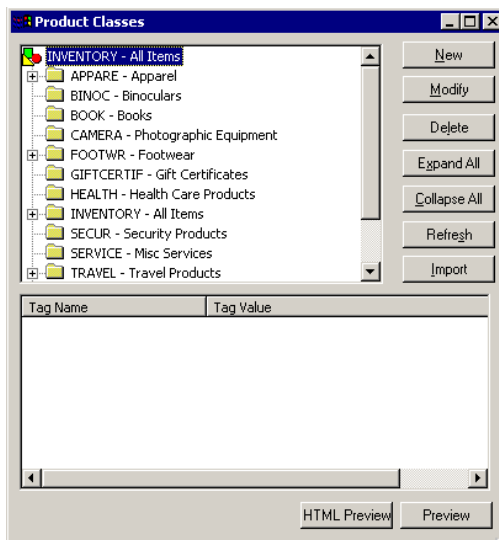 Product Classes
INVENTORY - All Items
APPARE - Apparel
BINOC - Binoculars
BOOK - Books
CAMERA - Photographic Equipment
FOOTWR - Footwear
GIFTCERTIF - Gift Certificates
HEALTH - Health Care Products
INVENTORY - All Items
SECUR - Security Products
SERVICE - Misc Services
TRAVEL - Travel Products
New
Modify
Delete
Expand All
Collapse All
Refresh
Import
Tag Name Tag Value
HTML Preview Preview